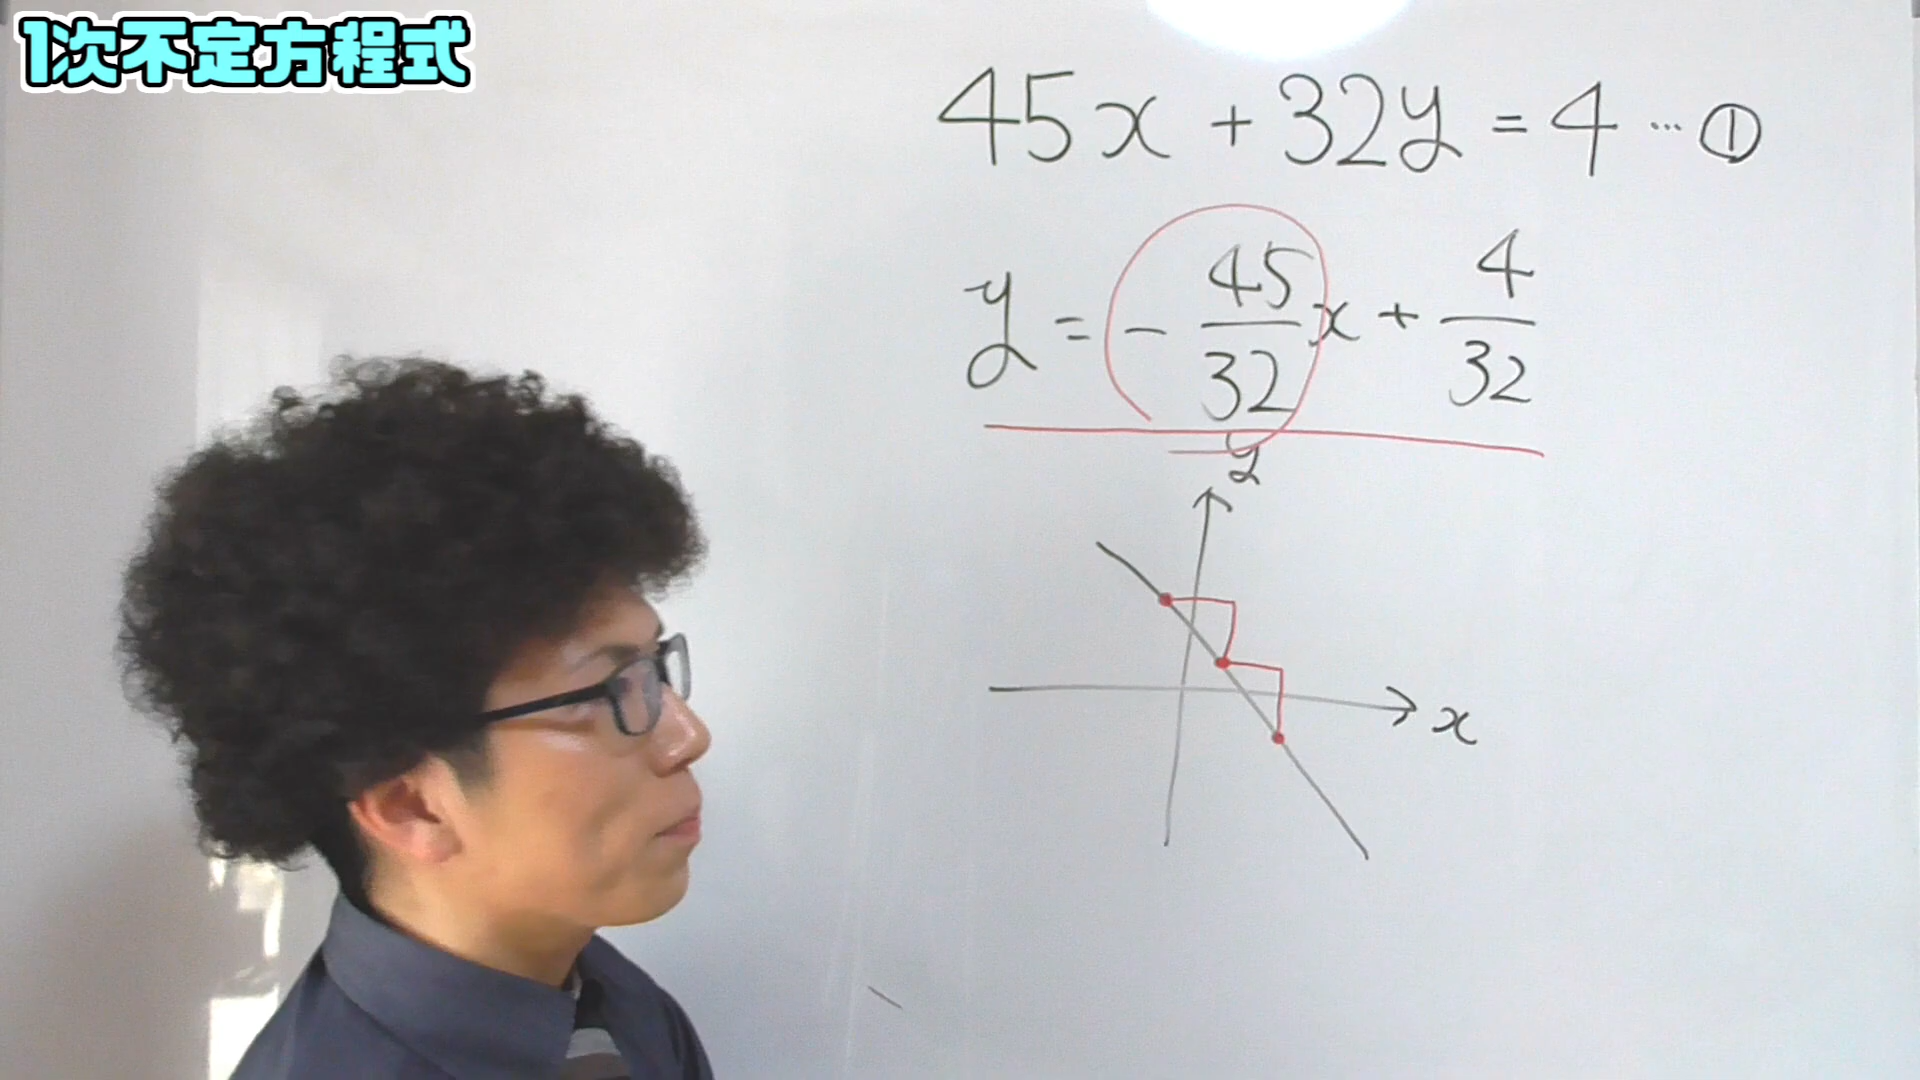 1次不定方程式
45x + 32y = 4 … ①
y = - 45/32 x + 4/32
y
x